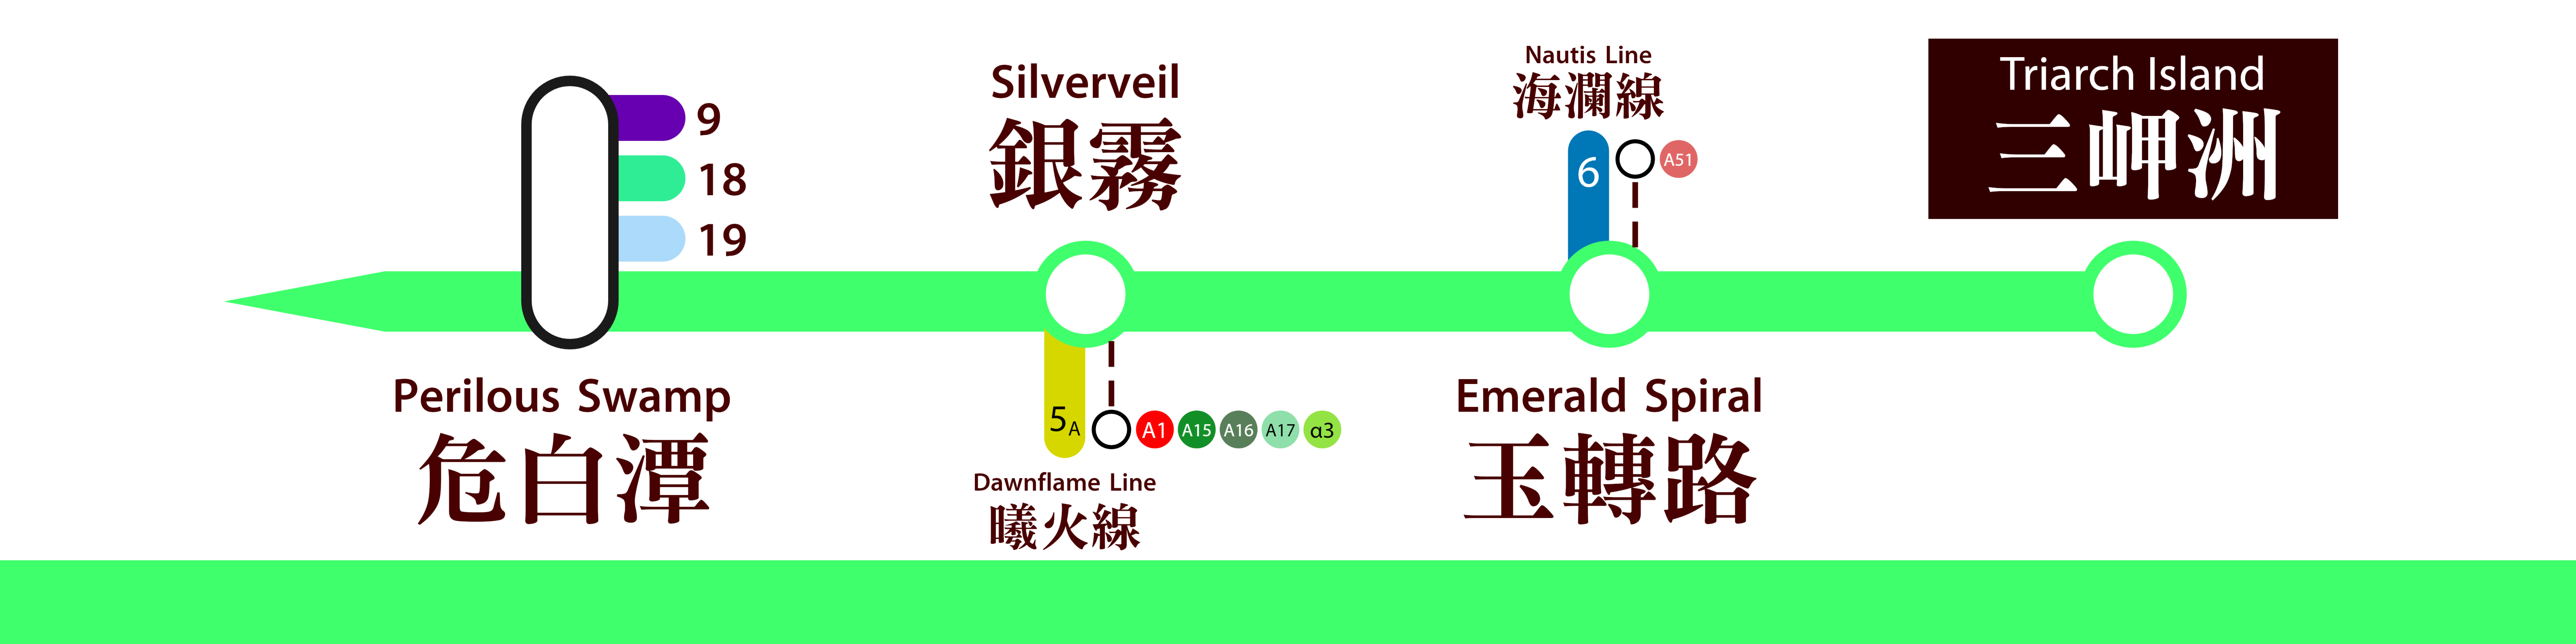 9
18
19
Perilous Swamp
危白潭
Silverveil
銀霧
5A
A1 A15 A16 A17 α3
Dawnflame Line
曦火線
Nautis Line
海瀾線
6
A51
Emerald Spiral
玉轉路
Triarch Island
三岬洲